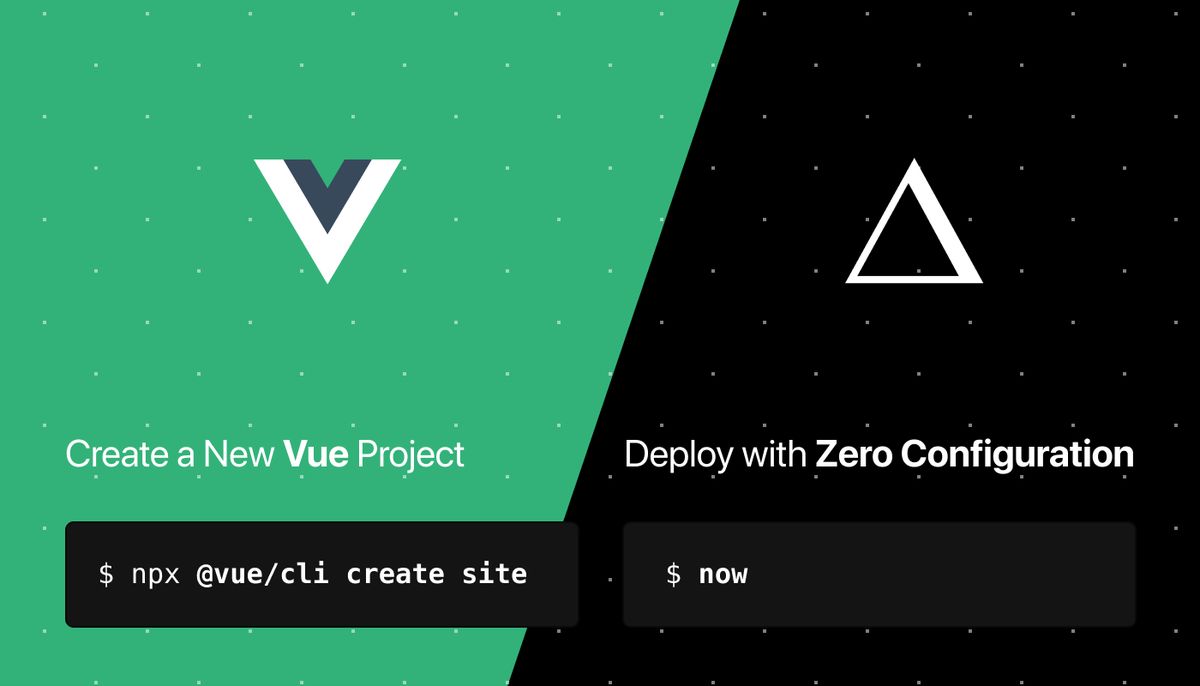 Create a New Vue Project
$ npx @vue/cli create site
Deploy with Zero Configuration
$ now